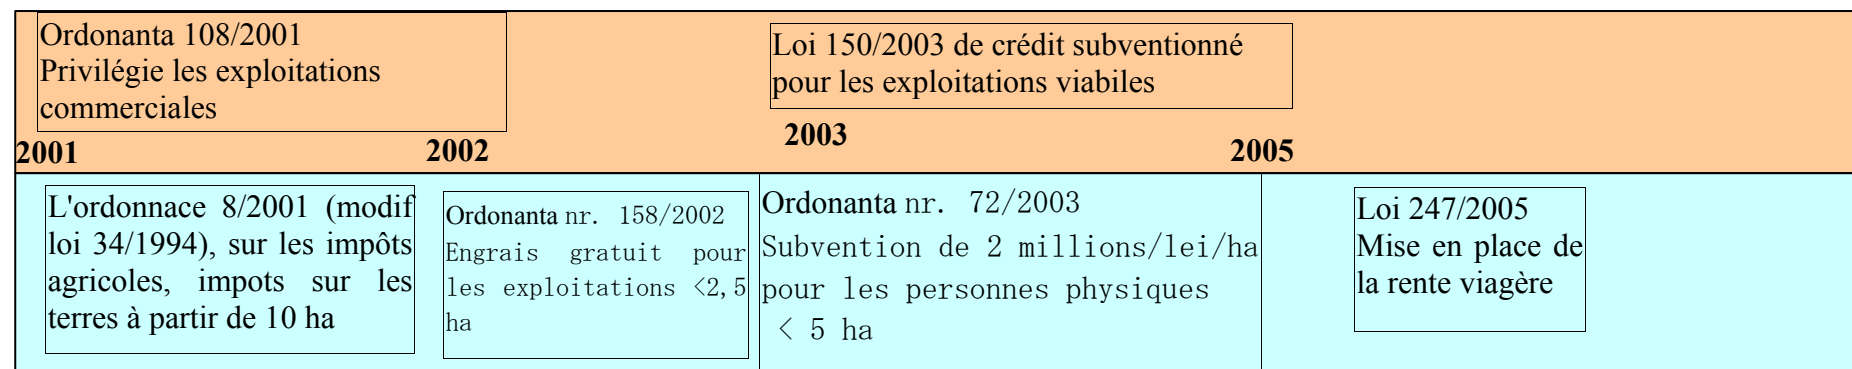 Ordonanta 108/2001
Privilégie les exploitations
commerciales
Loi 150/2003 de crédit subventionné
pour les exploitations viabiles
2001
2002
2003
2005
L'ordonnace 8/2001 (modif
loi 34/1994), sur les impôts
agricoles, impots sur les
terres à partir de 10 ha
Ordonanta nr. 158/2002
Engrais gratuit pour
les exploitations <2,5
ha
Ordonanta nr. 72/2003
Subvention de 2 millions/lei/ha
pour les personnes physiques
< 5 ha
Loi 247/2005
Mise en place de
la rente viagère